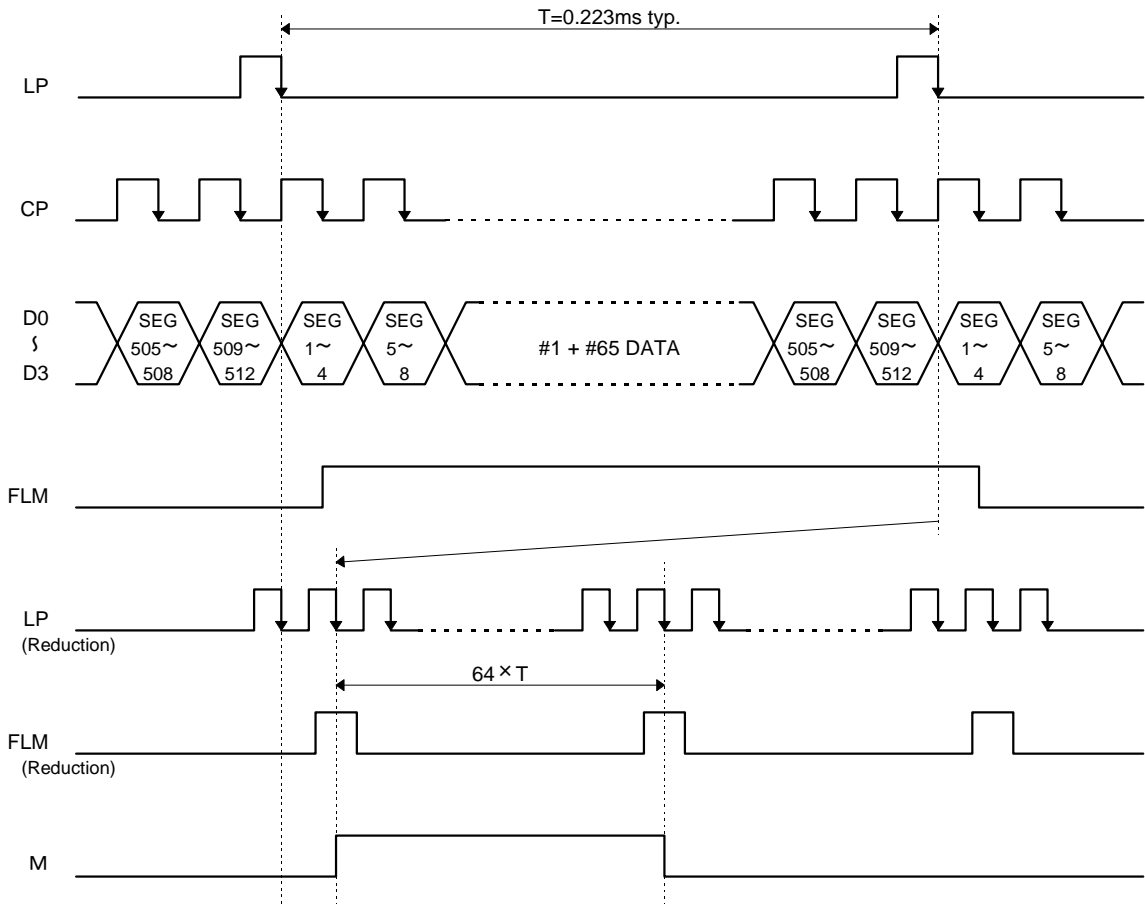 T=0.223ms typ.
LP
CP
D0
~
D3
SEG
505~
508
SEG
509~
512
SEG
1~
4
SEG
5~
8
#1 + #65 DATA
SEG
505~
508
SEG
509~
512
SEG
1~
4
SEG
5~
8
FLM
LP
(Reduction)
64 × T
FLM
(Reduction)
M